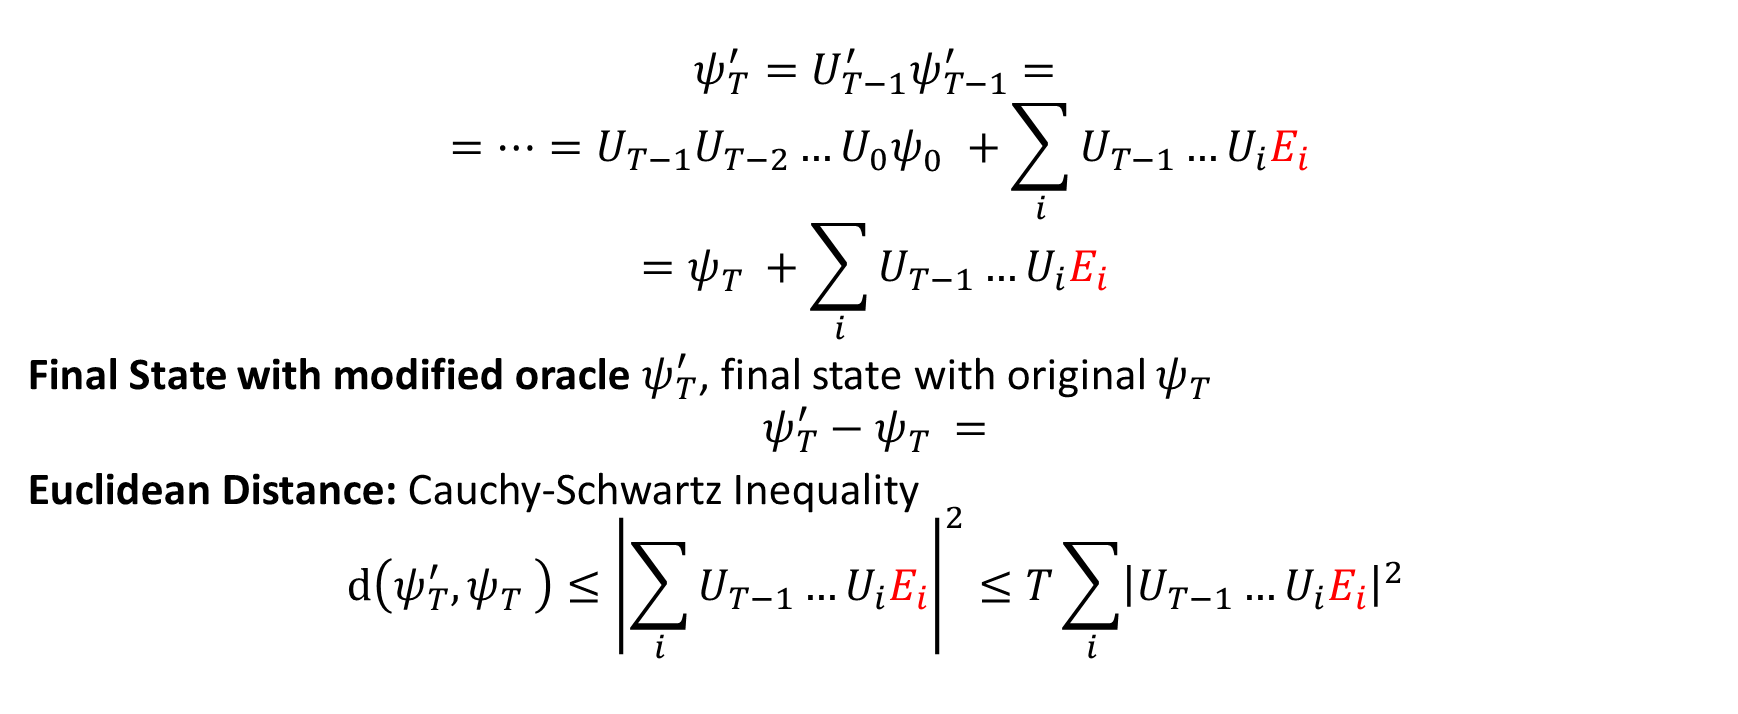 ψ′_T = U′_{T−1}ψ′_{T−1} =
= ⋯ = U_{T−1}U_{T−2} … U_0ψ_0 + ∑_i U_{T−1} … U_iE_i
= ψ_T + ∑_i U_{T−1} … U_iE_i
Final State with modified oracle ψ′_T, final state with original ψ_T
ψ′_T − ψ_T =
Euclidean Distance: Cauchy-Schwartz Inequality
d(ψ′_T, ψ_T ) ≤ |∑_i U_{T−1} … U_iE_i|^2 ≤ T ∑_i |U_{T−1} … U_iE_i|^2